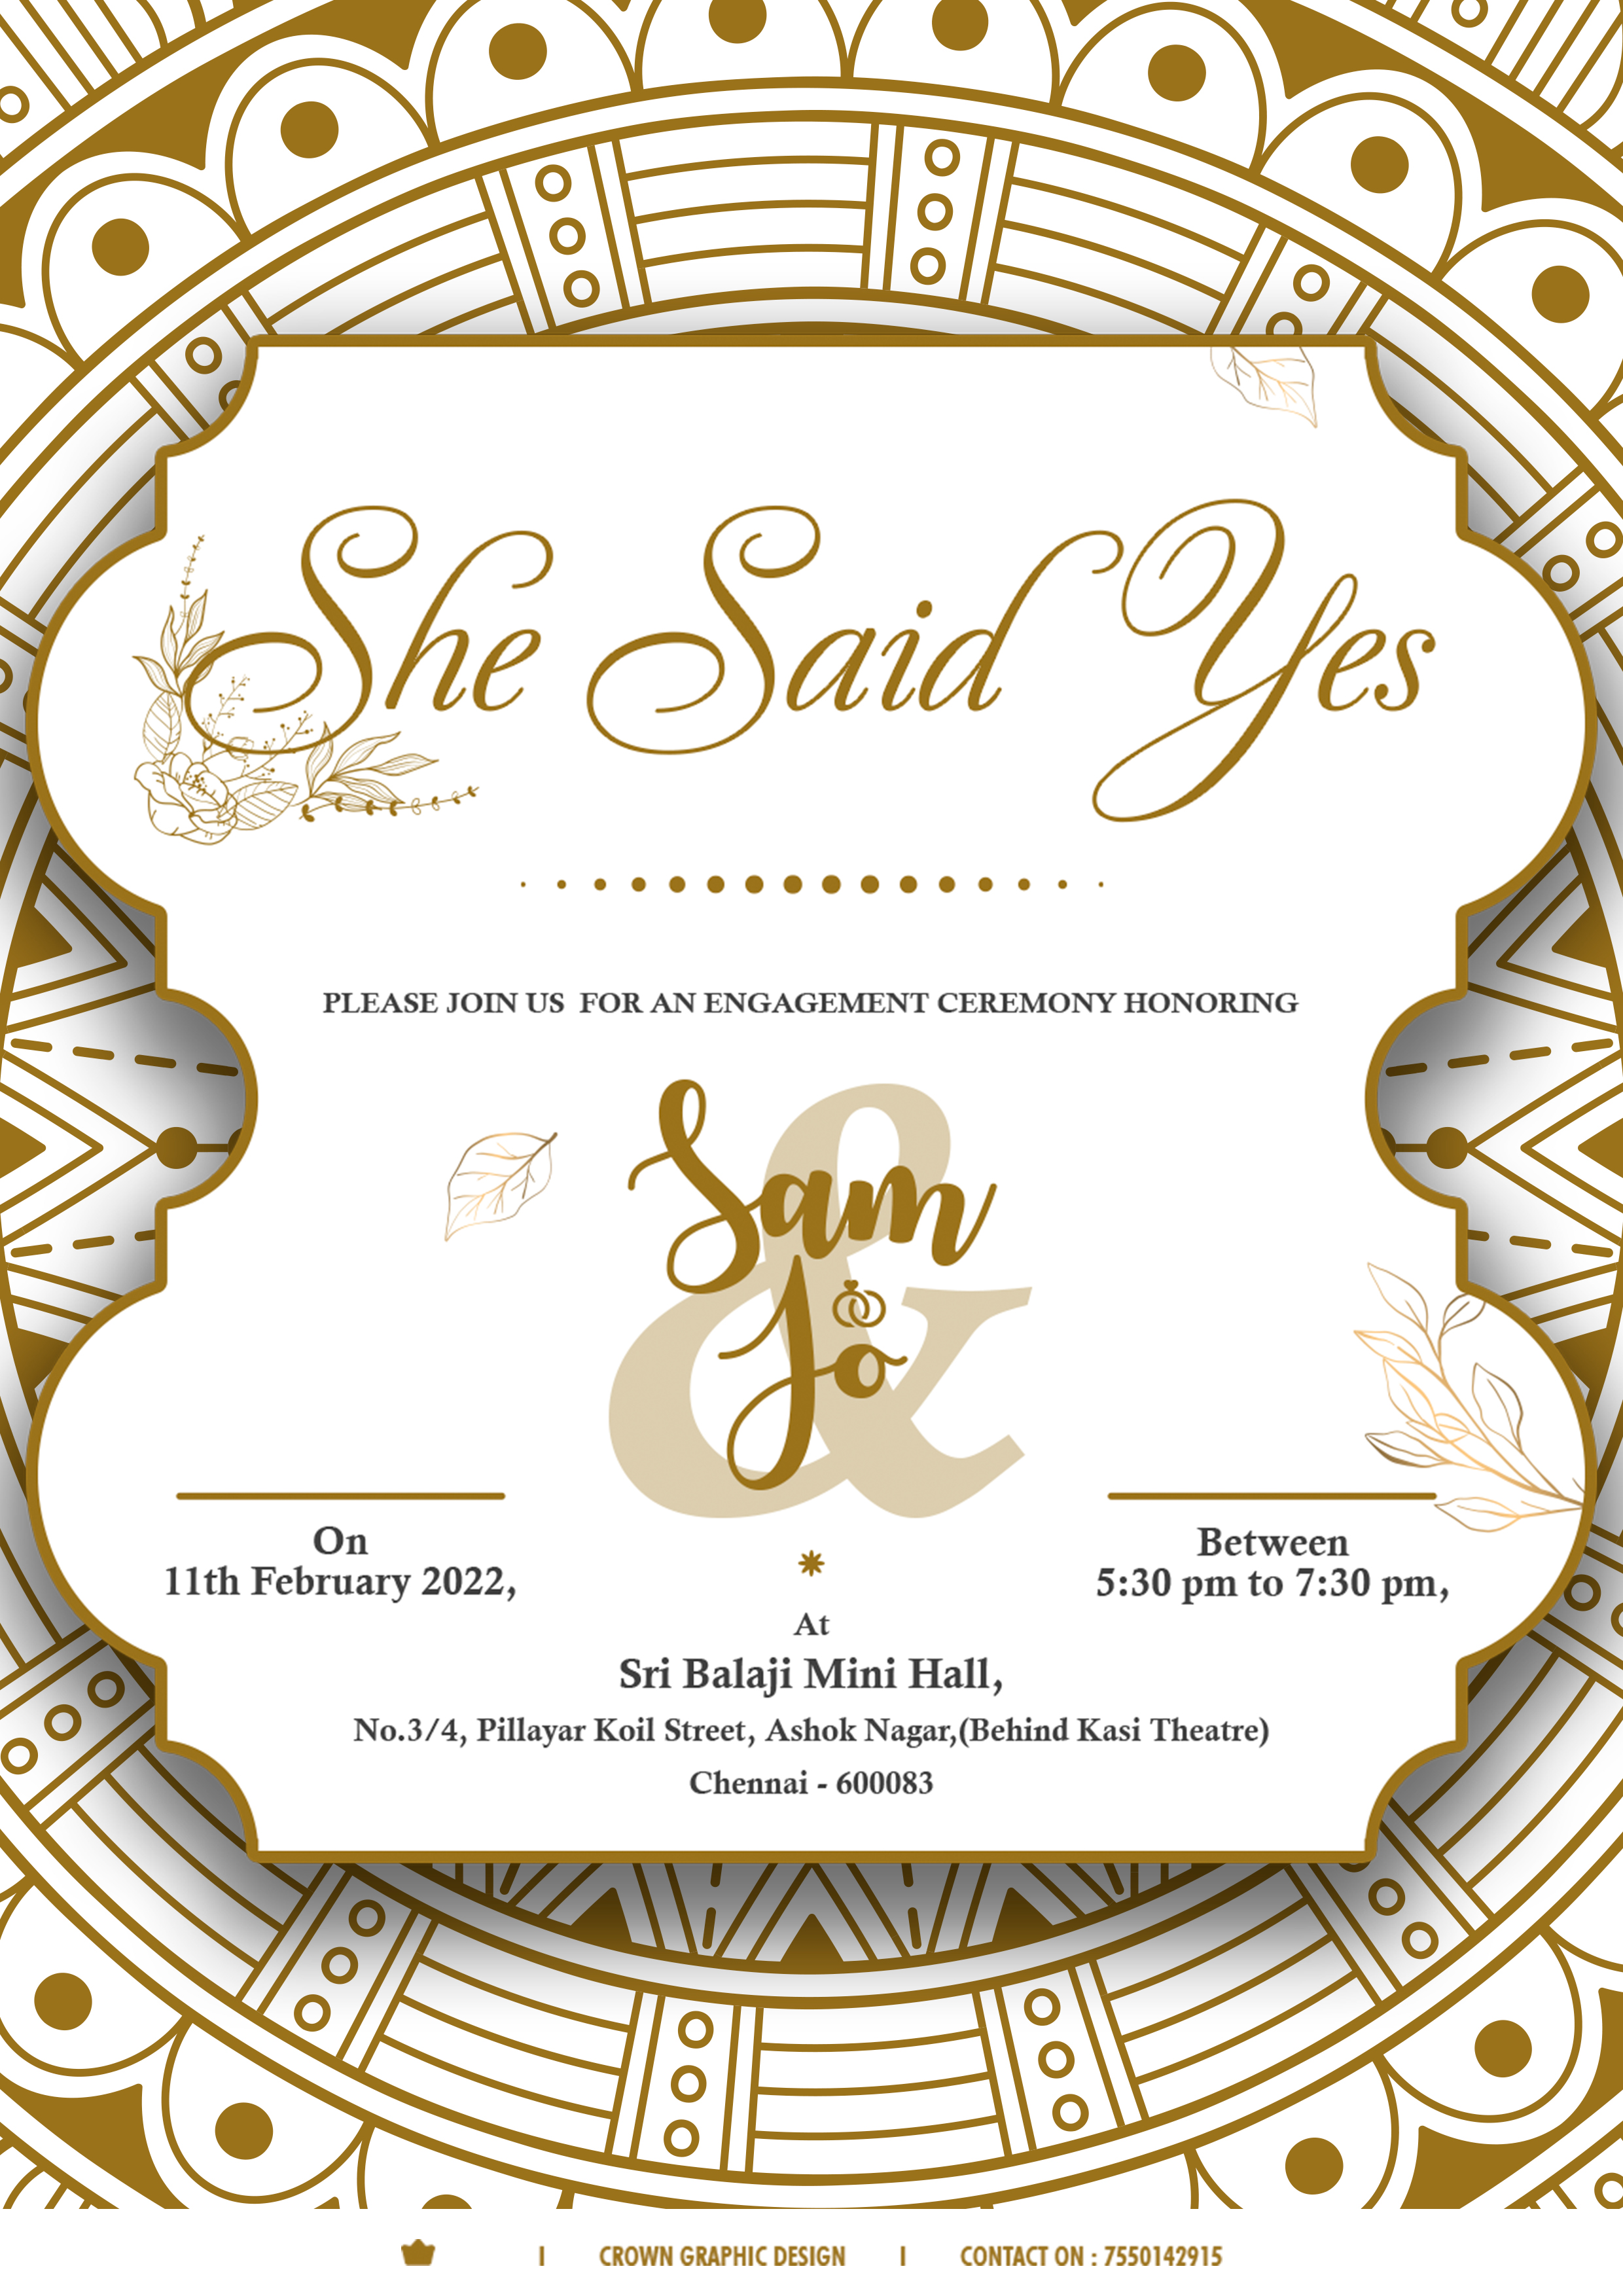 She Said Yes
PLEASE JOIN US FOR AN ENGAGEMENT CEREMONY HONORING
&
Sam
Jo
On
11th February 2022,
Between
5:30 pm to 7:30 pm,
At
Sri Balaji Mini Hall,
No.3/4, Pillayar Koil Street, Ashok Nagar,(Behind Kasi Theatre)
Chennai - 600083
| CROWN GRAPHIC DESIGN | CONTACT ON : 7550142915